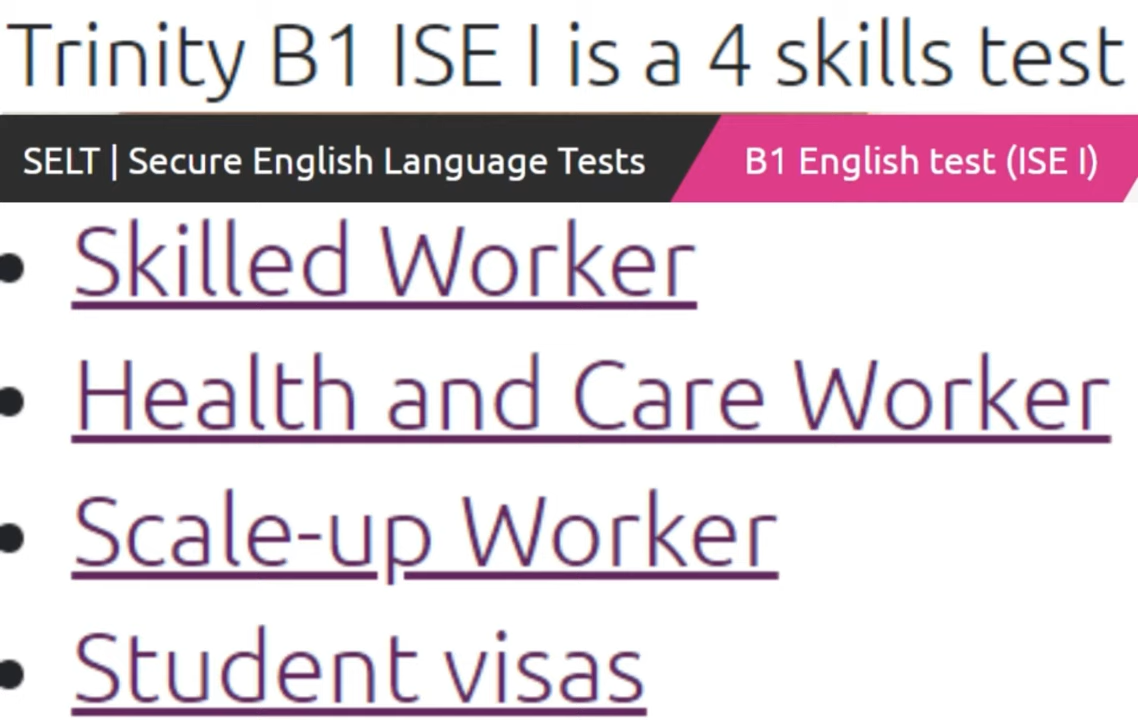 Trinity B1 ISE I is a 4 skills test
SELT | Secure English Language Tests
B1 English test (ISE I)
• Skilled Worker
• Health and Care Worker
• Scale-up Worker
• Student visas